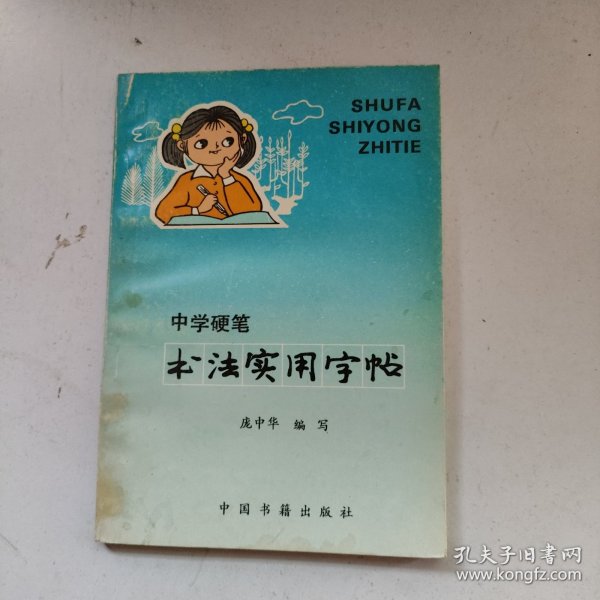 SHUFA
SHIYONG
ZHITIE
中学硬笔
书法实用字帖
庞中华 编写
中国书籍出版社
孔夫子旧书网
www.kongfz.com